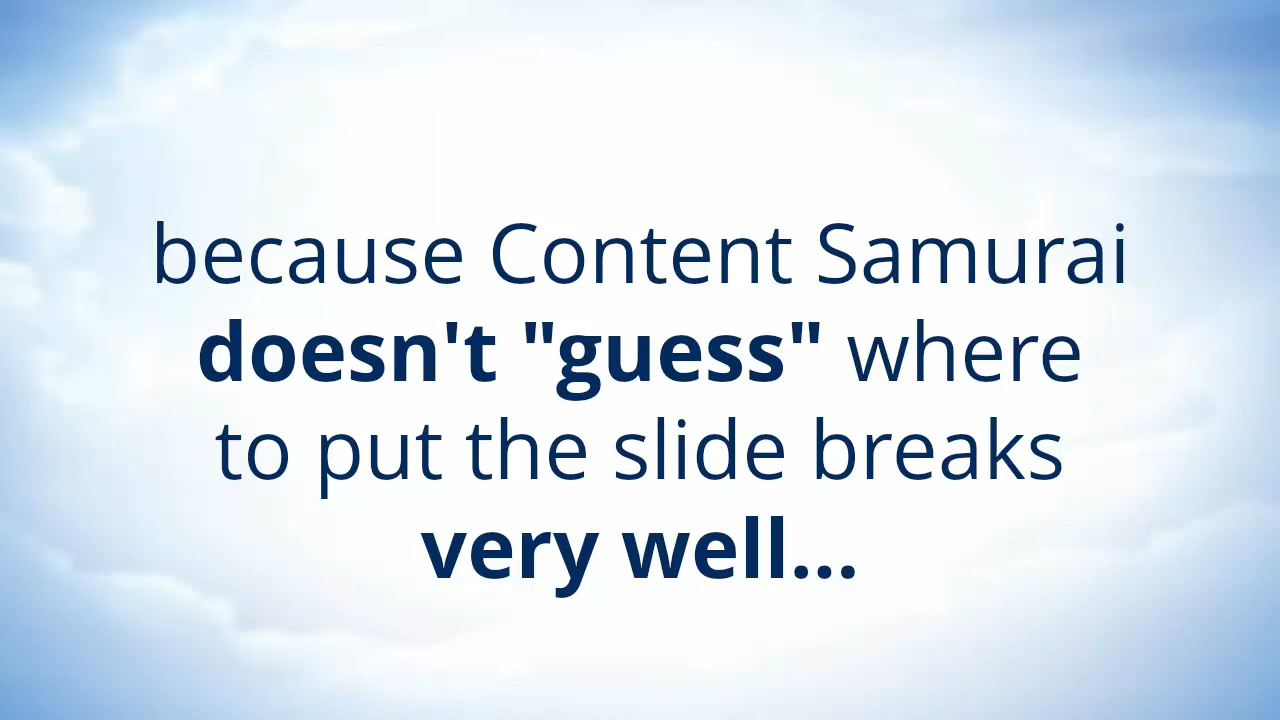 because Content Samurai
doesn't "guess" where
to put the slide breaks
very well...